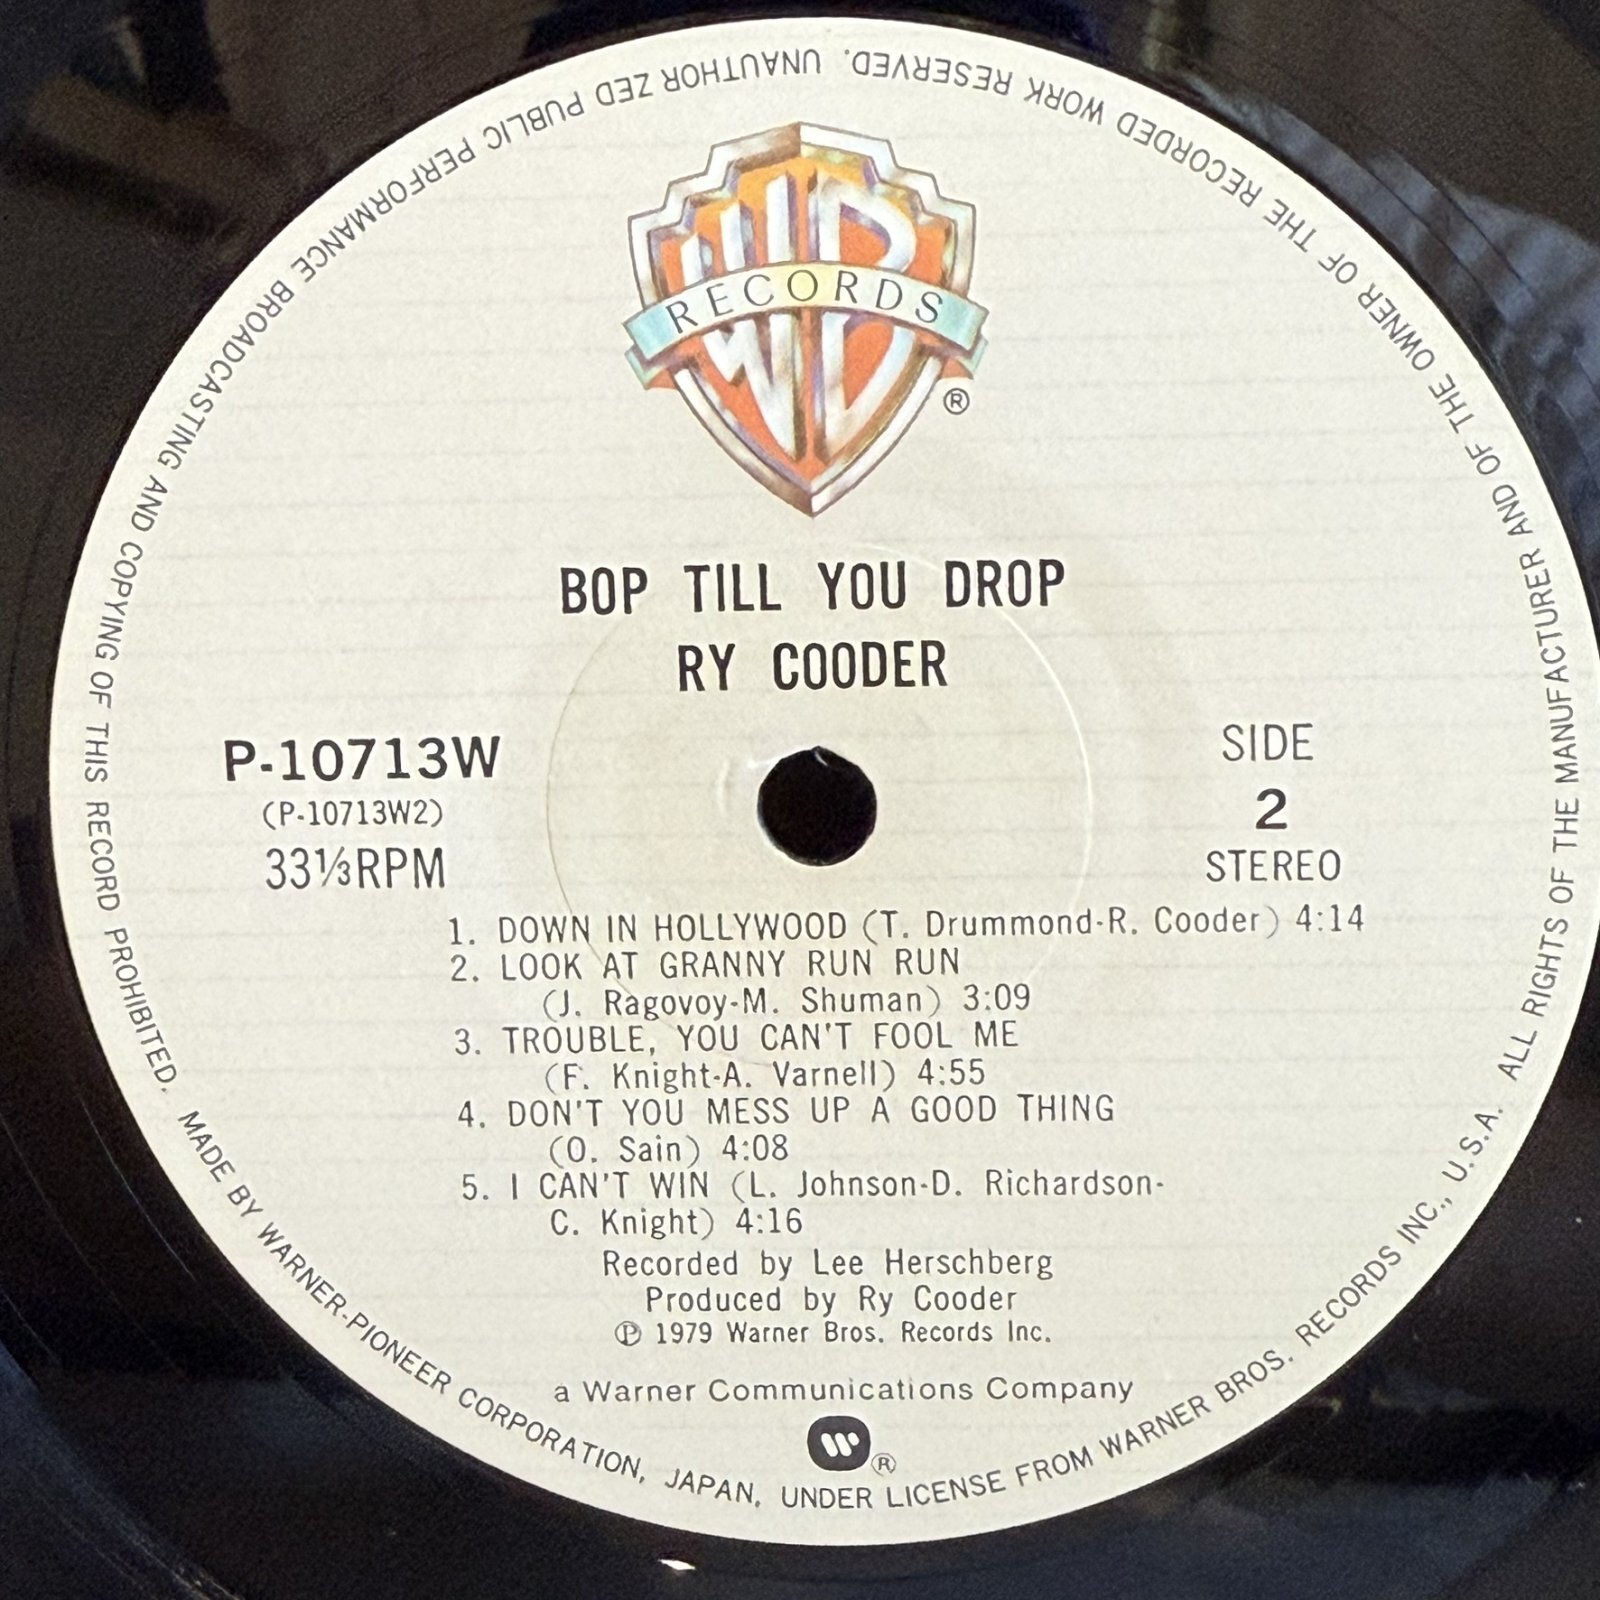 WB
RECORDS
®
BOP TILL YOU DROP
RY COODER
P-10713W
(P-10713W2)
33⅓RPM
SIDE
2
STEREO
1. DOWN IN HOLLYWOOD (T. Drummond-R. Cooder) 4:14
2. LOOK AT GRANNY RUN RUN
(J. Ragovoy-M. Shuman) 3:09
3. TROUBLE, YOU CAN'T FOOL ME
(F. Knight-A. Varnell) 4:55
4. DON'T YOU MESS UP A GOOD THING
(O. Sain) 4:08
5. I CAN'T WIN (L. Johnson-D. Richardson-
C. Knight) 4:16
Recorded by Lee Herschberg
Produced by Ry Cooder
℗ 1979 Warner Bros. Records Inc.
a Warner Communications Company
®
ALL RIGHTS OF THE MANUFACTURER AND OF THE OWNER OF THE RECORDED WORK RESERVED. UNAUTHOR ZED PUBLIC PERFORMANCE BROADCASTING AND COPYING OF THIS RECORD PROHIBITED.
MADE BY WARNER-PIONEER CORPORATION, JAPAN, UNDER LICENSE FROM WARNER BROS. RECORDS INC., U.S.A.